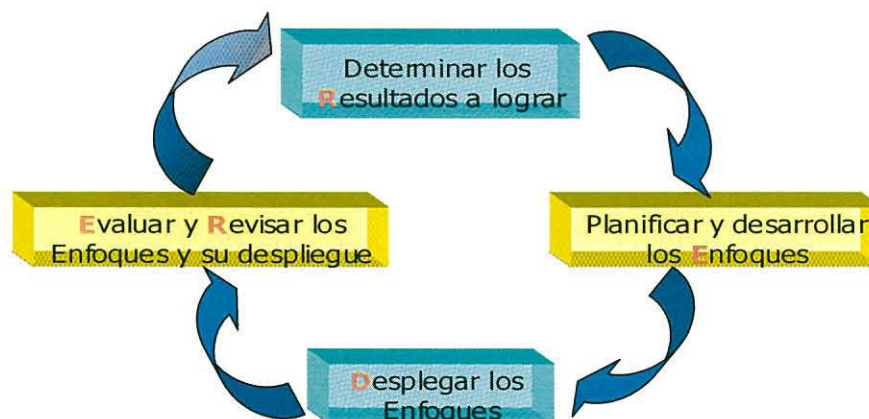 Determinar los
Resultados a lograr
Planificar y desarrollar
los Enfoques
Desplegar los
Enfoques
Evaluar y Revisar los
Enfoques y su despliegue